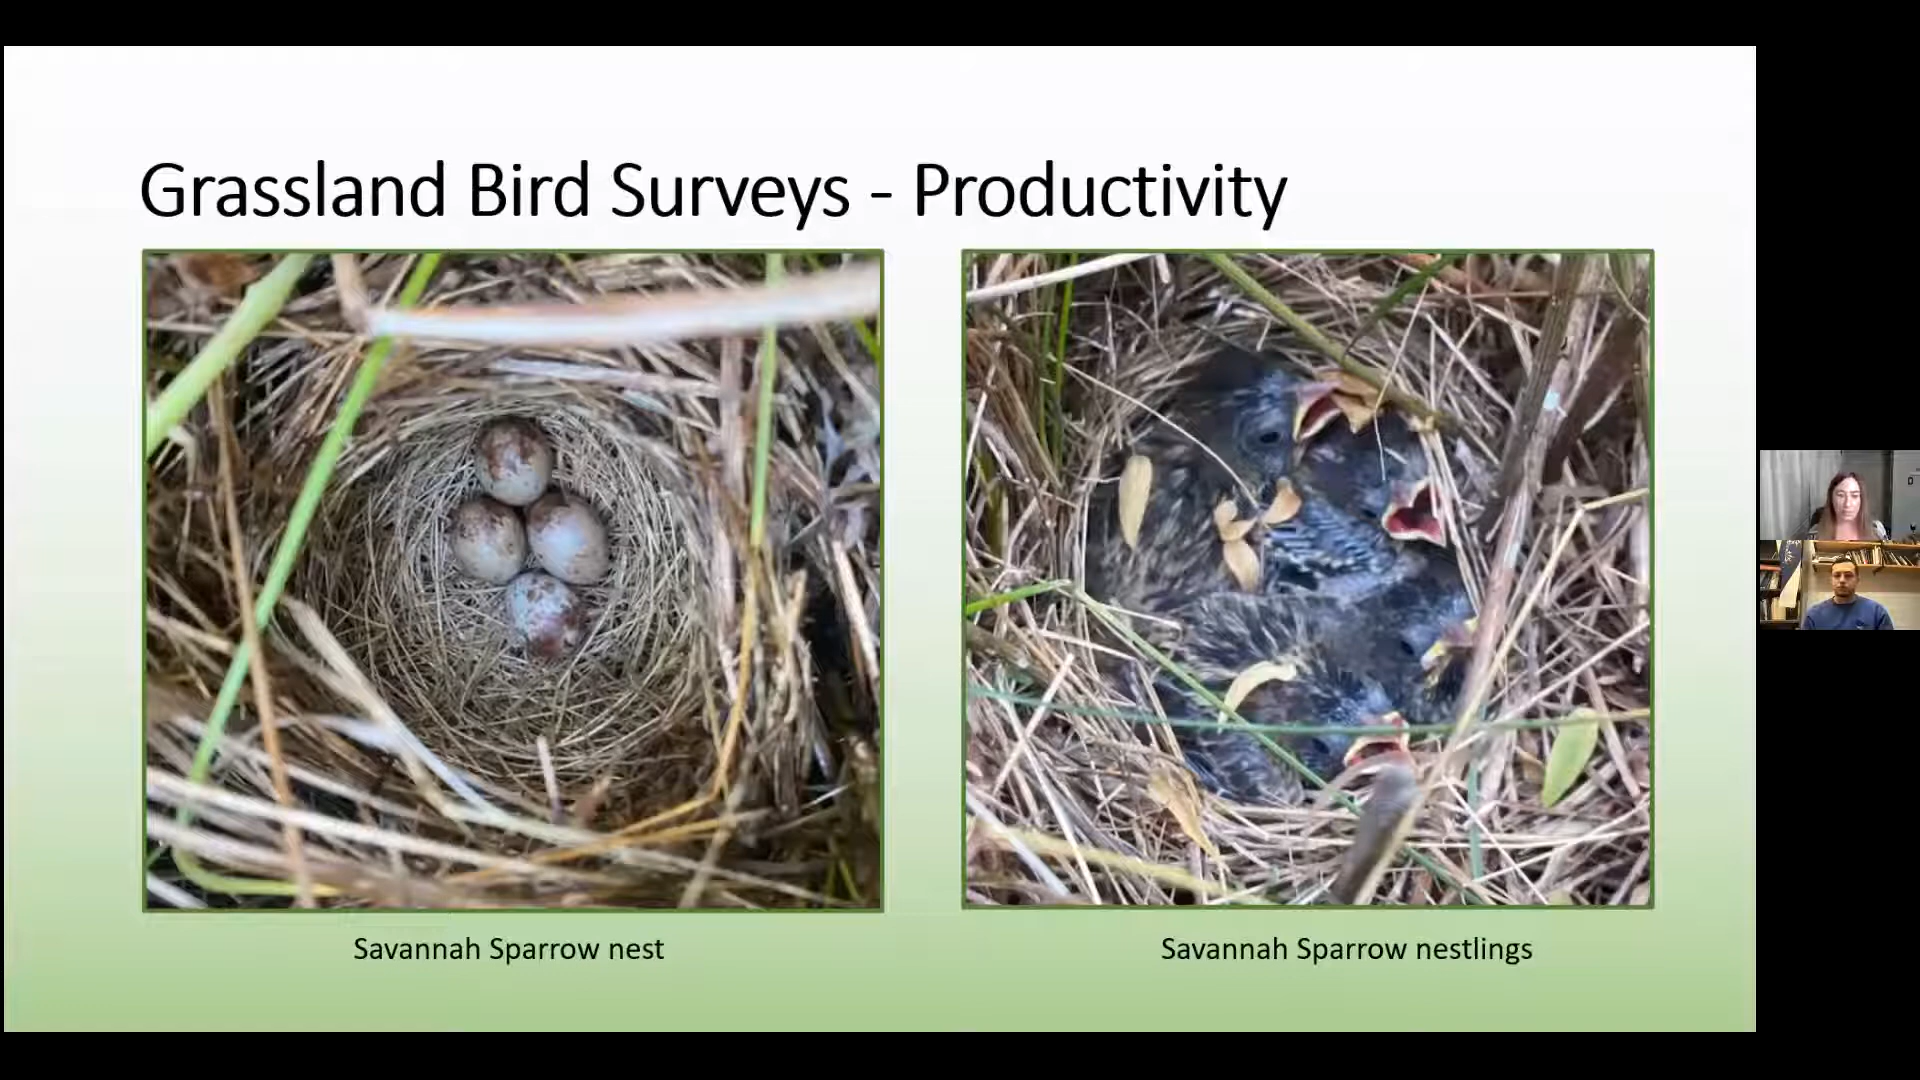 Grassland Bird Surveys - Productivity
Savannah Sparrow nest
Savannah Sparrow nestlings